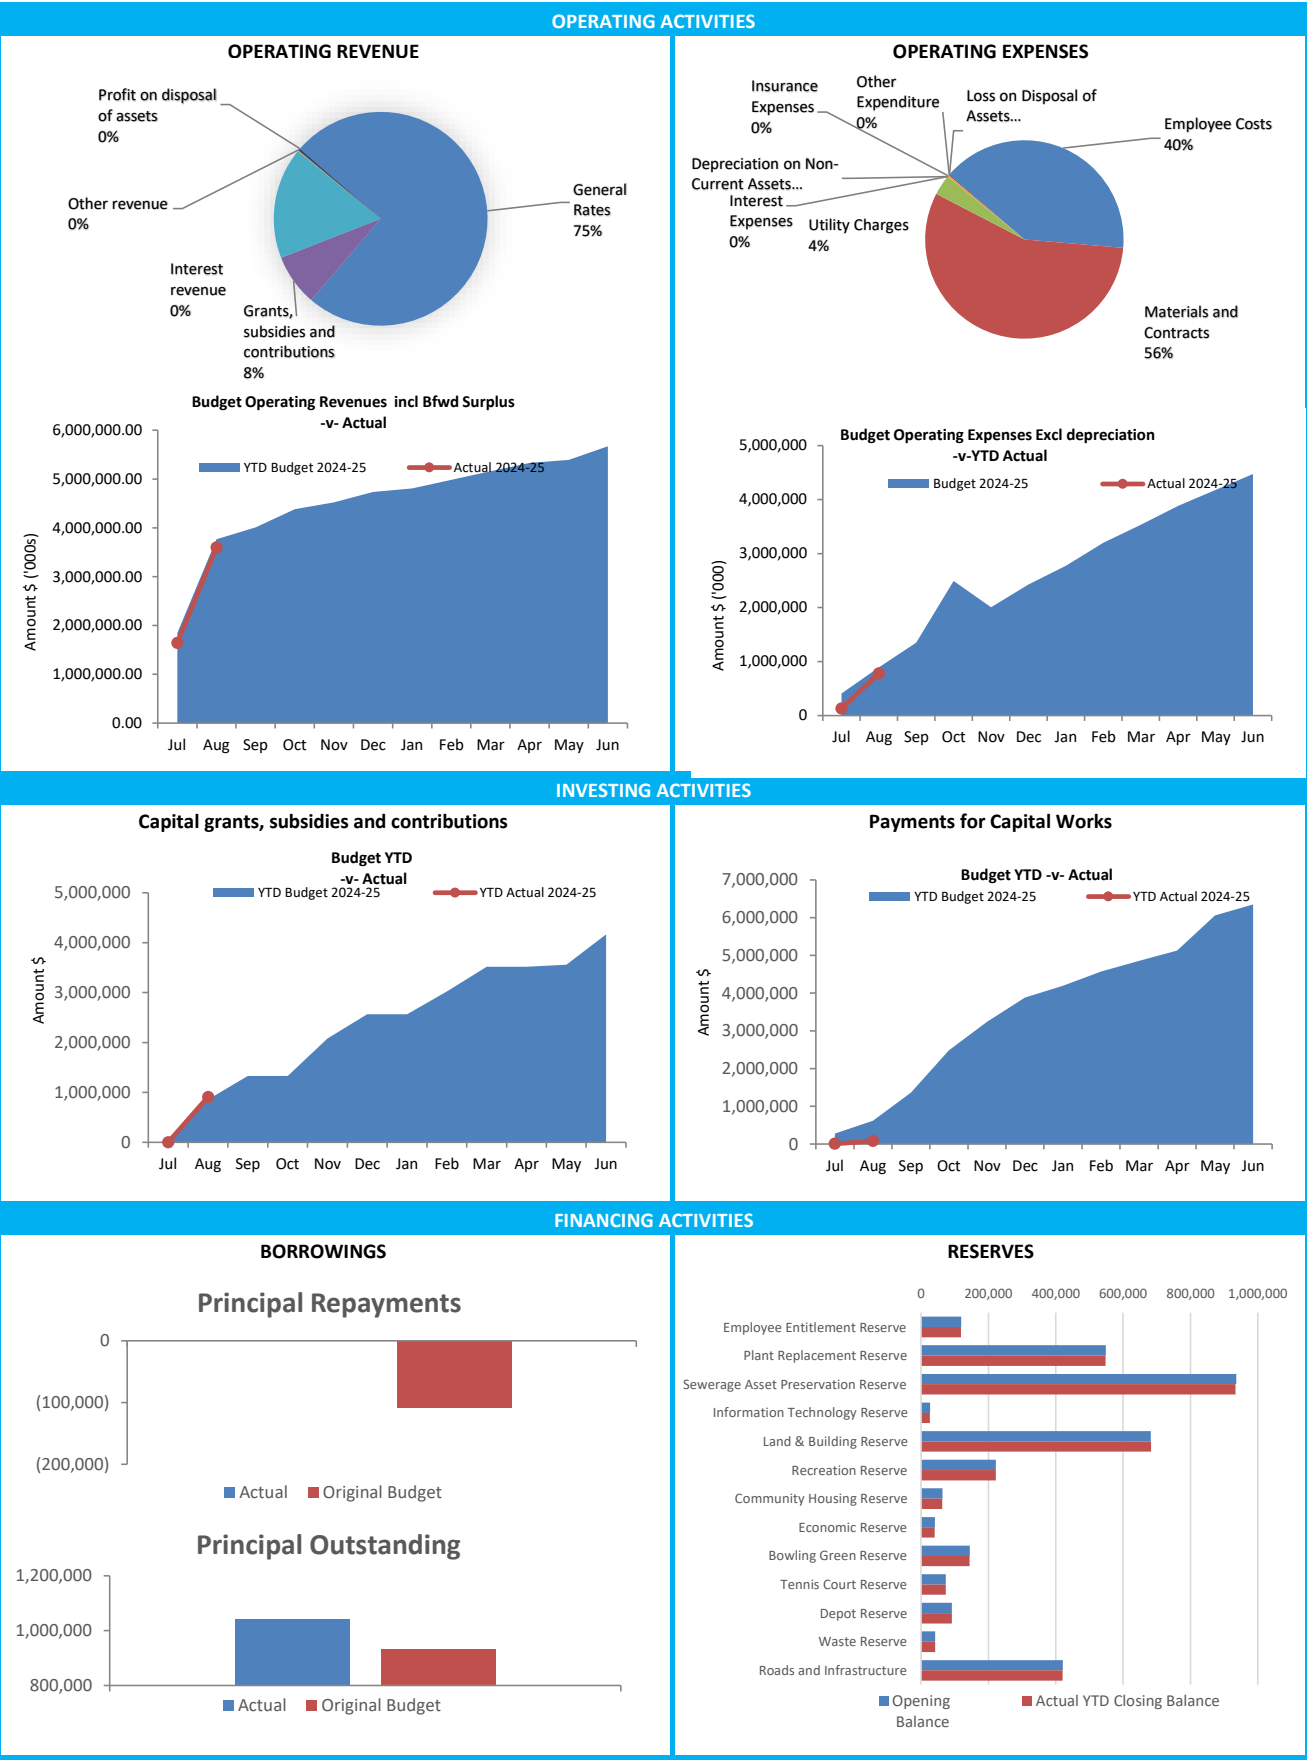 OPERATING ACTIVITIES
OPERATING REVENUE
Profit on disposal
of assets
0%
Other revenue
0%
Interest
revenue
0%
Grants,
subsidies and
contributions
8%
General
Rates
75%
Budget Operating Revenues incl Bfwd Surplus
-v- Actual
YTD Budget 2024-25
Actual 2024-25
Amount $ ('000s)
6,000,000.00
5,000,000.00
4,000,000.00
3,000,000.00
2,000,000.00
1,000,000.00
0.00
Jul Aug Sep Oct Nov Dec Jan Feb Mar Apr May Jun
OPERATING EXPENSES
Insurance
Expenses
0%
Other
Expenditure
0%
Loss on Disposal of
Assets...
Employee Costs
40%
Depreciation on Non-
Current Assets...
Interest
Expenses
0%
Utility Charges
4%
Materials and
Contracts
56%
Budget Operating Expenses Excl depreciation
-v-YTD Actual
Budget 2024-25
Actual 2024-25
Amount $ ('000)
5,000,000
4,000,000
3,000,000
2,000,000
1,000,000
0
Jul Aug Sep Oct Nov Dec Jan Feb Mar Apr May Jun
INVESTING ACTIVITIES
Capital grants, subsidies and contributions
Budget YTD
-v- Actual
YTD Budget 2024-25
YTD Actual 2024-25
Amount $
5,000,000
4,000,000
3,000,000
2,000,000
1,000,000
0
Jul Aug Sep Oct Nov Dec Jan Feb Mar Apr May Jun
Payments for Capital Works
Budget YTD -v- Actual
YTD Budget 2024-25
YTD Actual 2024-25
Amount $
7,000,000
6,000,000
5,000,000
4,000,000
3,000,000
2,000,000
1,000,000
0
Jul Aug Sep Oct Nov Dec Jan Feb Mar Apr May Jun
FINANCING ACTIVITIES
BORROWINGS
Principal Repayments
0
(100,000)
(200,000)
Actual
Original Budget
Principal Outstanding
1,200,000
1,000,000
800,000
Actual
Original Budget
RESERVES
0 200,000 400,000 600,000 800,000 1,000,000
Employee Entitlement Reserve
Plant Replacement Reserve
Sewerage Asset Preservation Reserve
Information Technology Reserve
Land & Building Reserve
Recreation Reserve
Community Housing Reserve
Economic Reserve
Bowling Green Reserve
Tennis Court Reserve
Depot Reserve
Waste Reserve
Roads and Infrastructure
Opening
Balance
Actual YTD Closing Balance